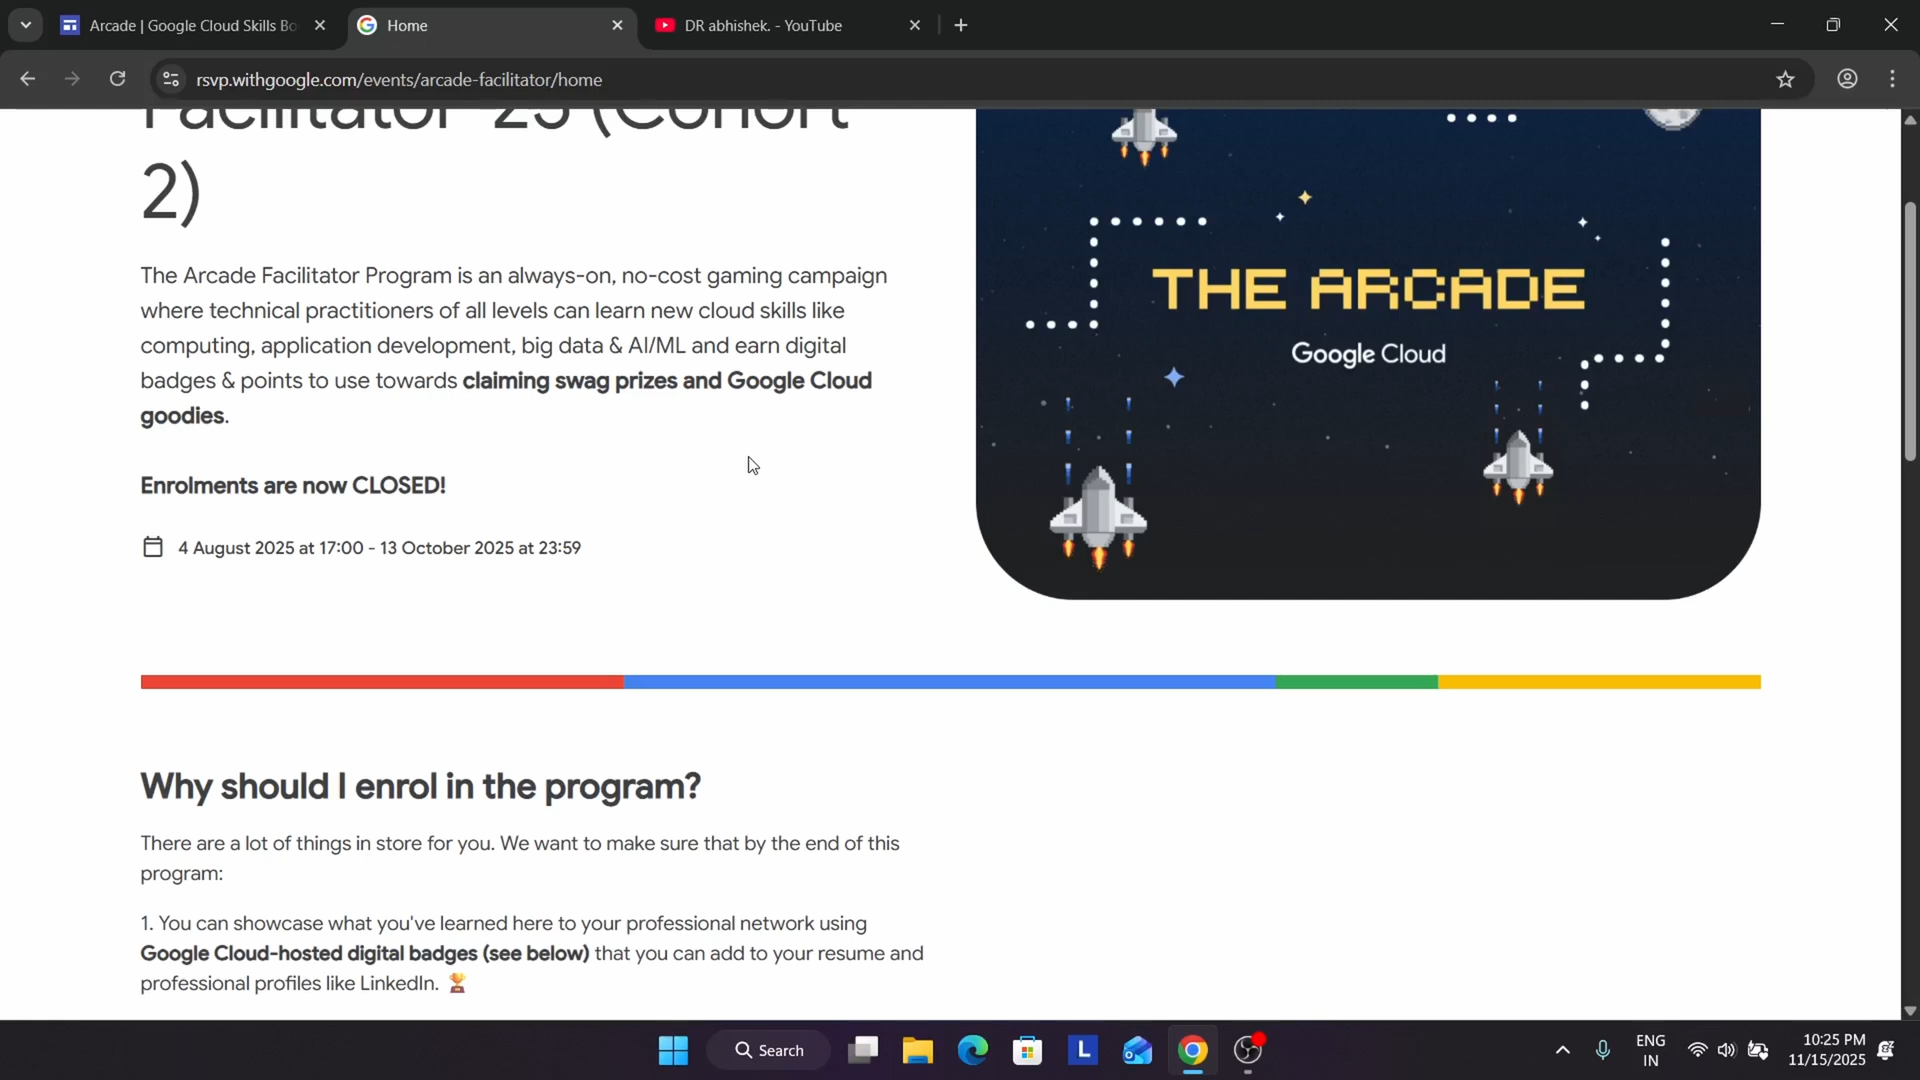 Arcade | Google Cloud Skills Bo
Home
DR abhishek. - YouTube
rsvp.withgoogle.com/events/arcade-facilitator/home
Facilitator '25 (Cohort
2)
The Arcade Facilitator Program is an always-on, no-cost gaming campaign
where technical practitioners of all levels can learn new cloud skills like
computing, application development, big data & AI/ML and earn digital
badges & points to use towards claiming swag prizes and Google Cloud
goodies.
Enrolments are now CLOSED!
4 August 2025 at 17:00 - 13 October 2025 at 23:59
THE ARCADE
Google Cloud
Why should I enrol in the program?
There are a lot of things in store for you. We want to make sure that by the end of this
program:
1. You can showcase what you've learned here to your professional network using
Google Cloud-hosted digital badges (see below) that you can add to your resume and
professional profiles like LinkedIn. 🏆
Search
L
ENG
IN
10:25 PM
11/15/2025